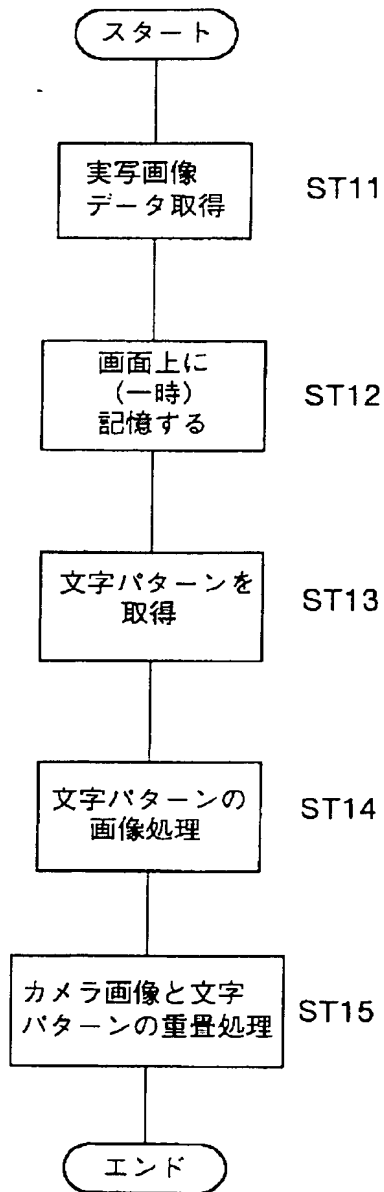 スタート
実写画像
データ取得
ST11
画面上に
(一時)
記憶する
ST12
文字パターンを
取得
ST13
文字パターンの
画像処理
ST14
カメラ画像と文字
パターンの重畳処理
ST15
エンド